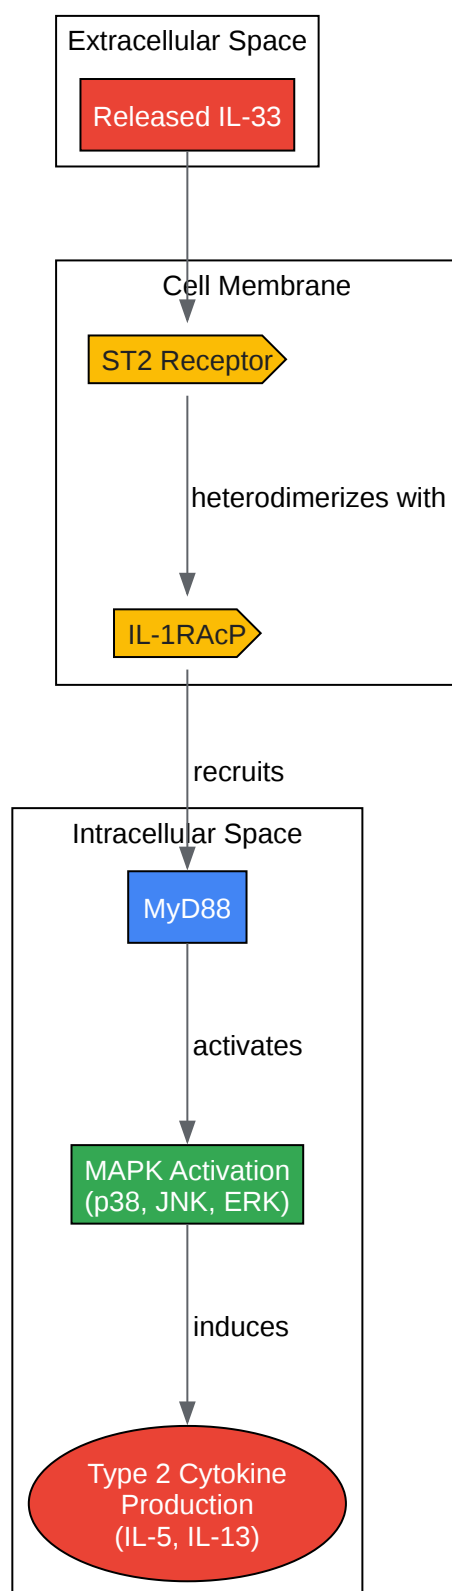 Extracellular Space
Released IL-33
Cell Membrane
ST2 Receptor
heterodimerizes with
IL-1RAcP
recruits
Intracellular Space
MyD88
activates
MAPK Activation
(p38, JNK, ERK)
induces
Type 2 Cytokine
Production
(IL-5, IL-13)